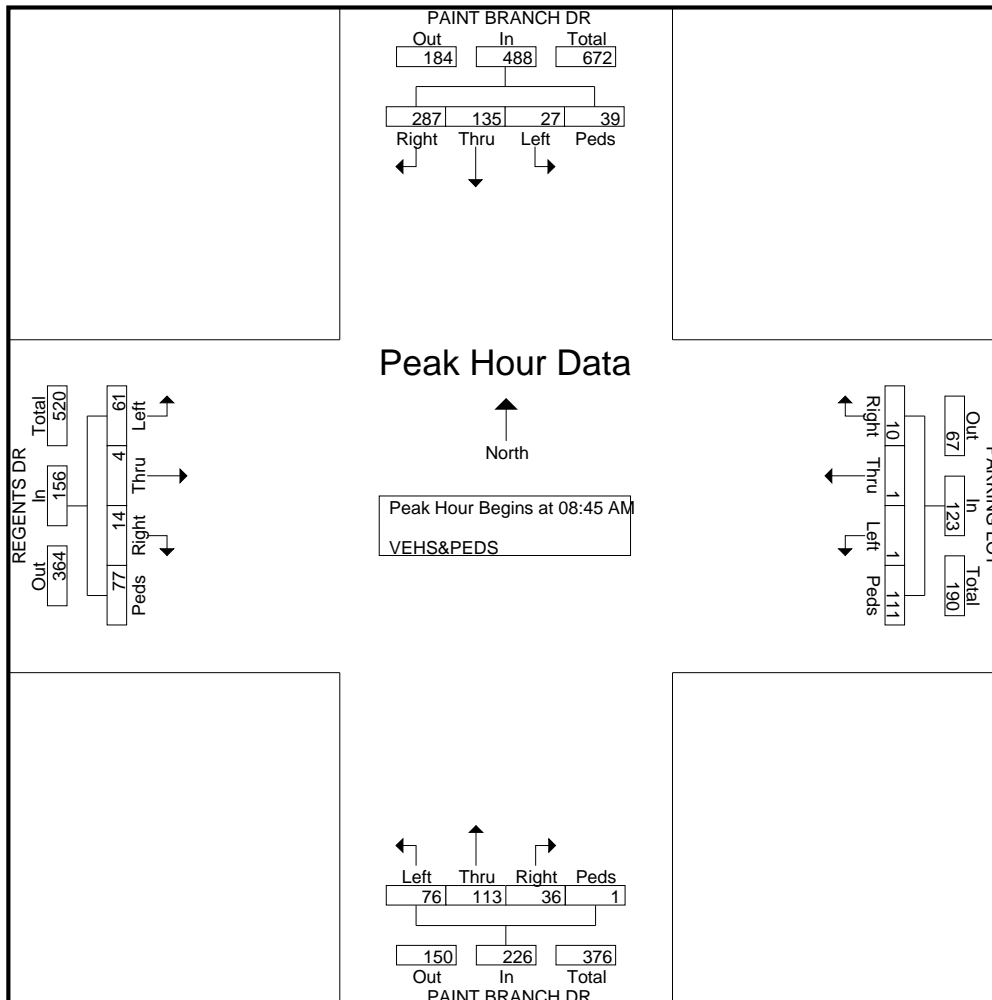 PAINT BRANCH DR
Out In Total
184 488 672
287 135 27 39
Right Thru Left Peds
Peak Hour Data
North
Peak Hour Begins at 08:45 AM
VEHS&PEDS
REGENTS DR
Total In Out
520 156 364
61 4 14 77
Left Thru Right Peds
Right Thru Left Peds
10 1 1 111
Out In Total
67 123 190
PARKING LOT
Left Thru Right Peds
76 113 36 1
150 226 376
Out In Total
PAINT BRANCH DR